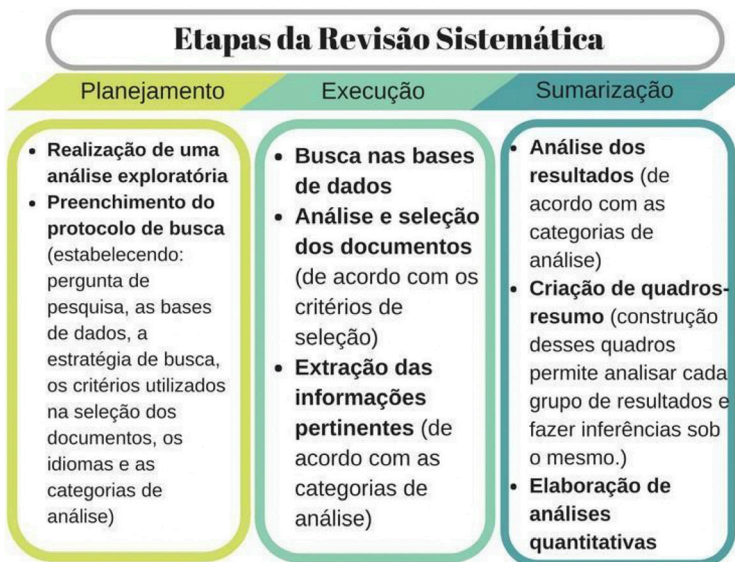 Etapas da Revisão Sistemática
Planejamento
Execução
Sumarização
• Realização de uma
análise exploratória
• Preenchimento do
protocolo de busca
(estabelecendo:
pergunta de
pesquisa, as bases
de dados, a
estratégia de busca,
os critérios utilizados
na seleção dos
documentos, os
idiomas e as
categorias de
análise)
• Busca nas bases
de dados
• Análise e seleção
dos documentos
(de acordo com os
critérios de
seleção)
• Extração das
informações
pertinentes (de
acordo com as
categorias de
análise)
• Análise dos
resultados (de
acordo com as
categorias de
análise)
• Criação de quadros-
resumo (construção
desses quadros
permite analisar cada
grupo de resultados e
fazer inferências sob
o mesmo.)
• Elaboração de
análises
quantitativas